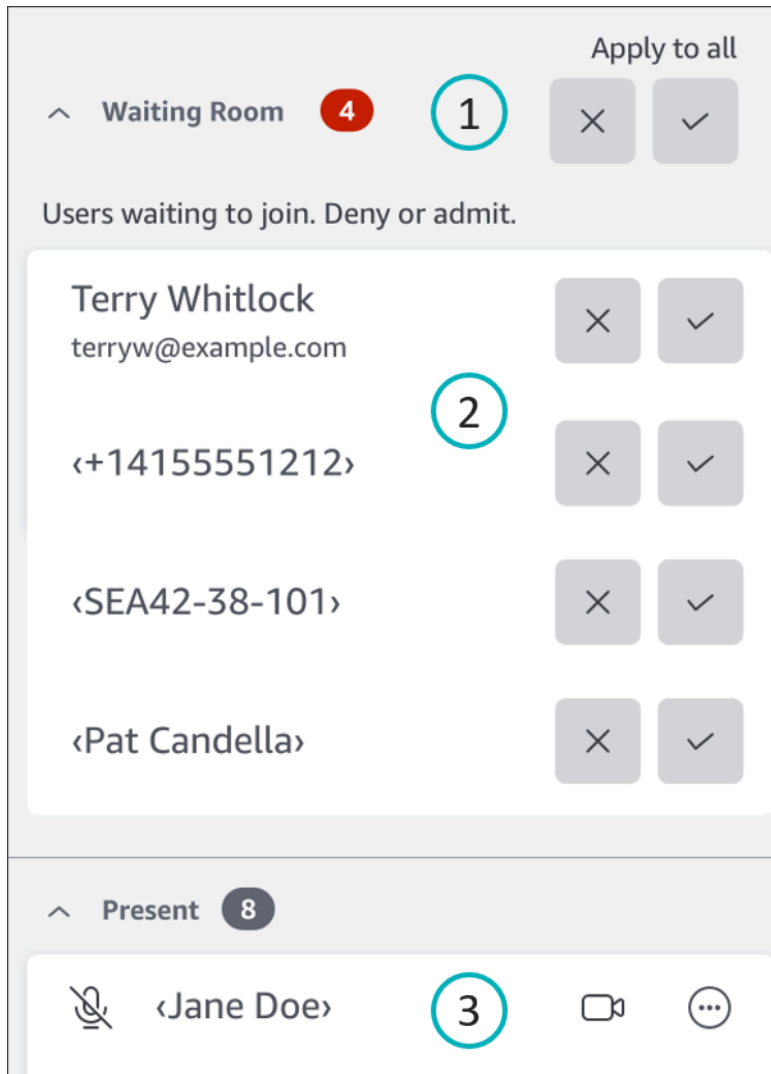 Apply to all
Waiting Room 4 1
Users waiting to join. Deny or admit.
Terry Whitlock
terryw@example.com
2
‹+14155551212›
‹SEA42-38-101›
‹Pat Candella›
Present 8
‹Jane Doe› 3